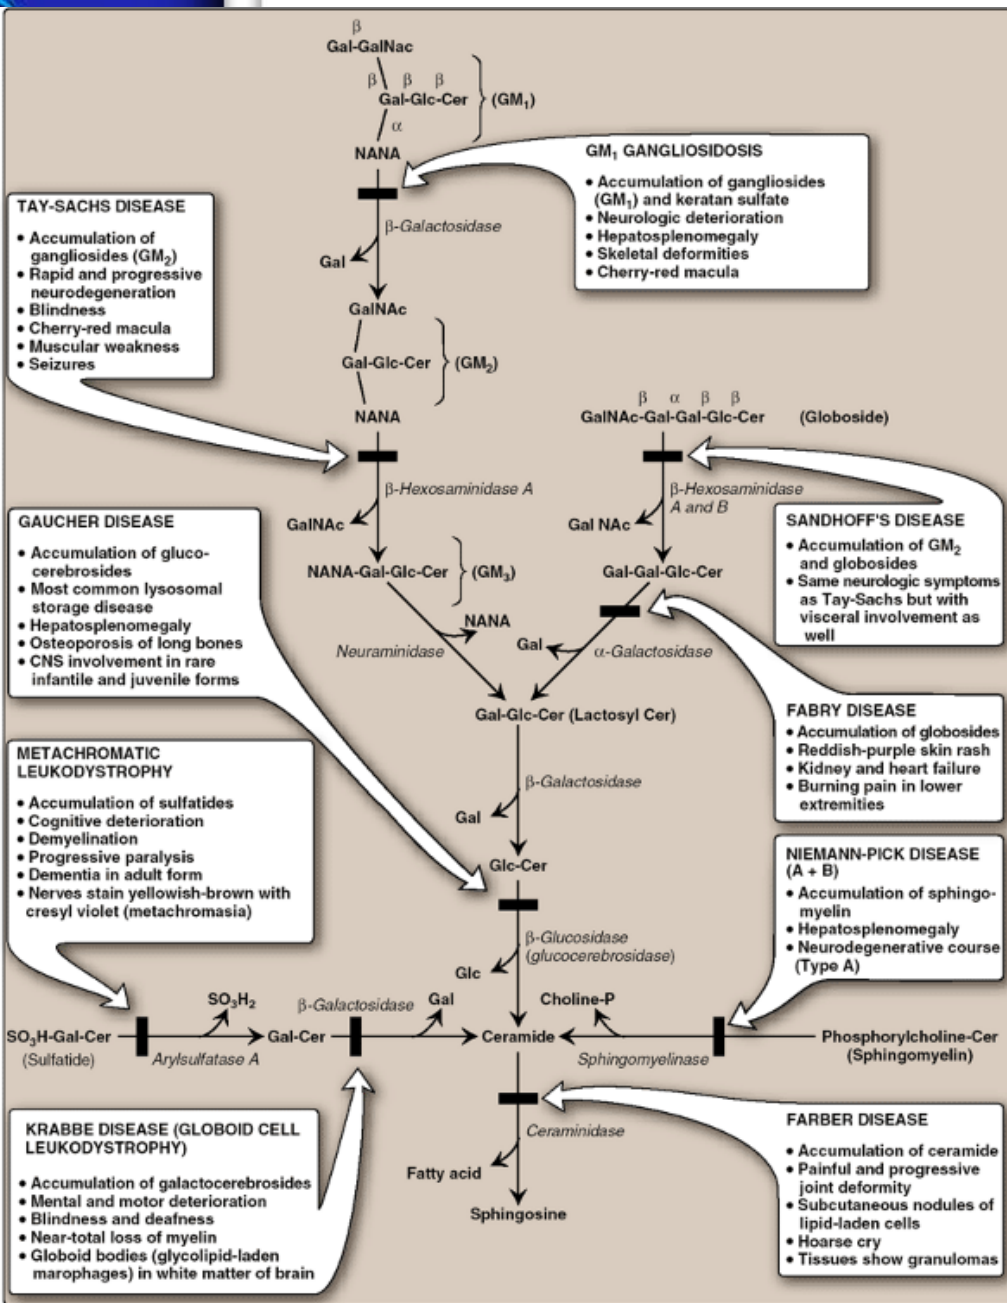 β
Gal-GalNac
β β β
Gal-Glc-Cer (GM₁)
α
NANA
GM₁ GANGLIOSIDOSIS
• Accumulation of gangliosides
(GM₁) and keratan sulfate
• Neurologic deterioration
• Hepatosplenomegaly
• Skeletal deformities
• Cherry-red macula
TAY-SACHS DISEASE
• Accumulation of
gangliosides (GM₂)
• Rapid and progressive
neurodegeneration
• Blindness
• Cherry-red macula
• Muscular weakness
• Seizures
β-Galactosidase
Gal
GalNAc
Gal-Glc-Cer (GM₂)
NANA
β α β β
GalNAc-Gal-Gal-Glc-Cer (Globoside)
β-Hexosaminidase A
GalNAc
β-Hexosaminidase
A and B
Gal NAc
SANDHOFF'S DISEASE
• Accumulation of GM₂
and globosides
• Same neurologic symptoms
as Tay-Sachs but with
visceral involvement as
well
GAUCHER DISEASE
• Accumulation of gluco-
cerebrosides
• Most common lysosomal
storage disease
• Hepatosplenomegaly
• Osteoporosis of long bones
• CNS involvement in rare
infantile and juvenile forms
NANA-Gal-Glc-Cer (GM₃)
Gal-Gal-Glc-Cer
NANA
Neuraminidase
Gal
α-Galactosidase
Gal-Glc-Cer (Lactosyl Cer)
FABRY DISEASE
• Accumulation of globosides
• Reddish-purple skin rash
• Kidney and heart failure
• Burning pain in lower
extremities
METACHROMATIC
LEUKODYSTROPHY
• Accumulation of sulfatides
• Cognitive deterioration
• Demyelination
• Progressive paralysis
• Dementia in adult form
• Nerves stain yellowish-brown with
cresyl violet (metachromasia)
β-Galactosidase
Gal
Glc-Cer
NIEMANN-PICK DISEASE
(A + B)
• Accumulation of sphingo-
myelin
• Hepatosplenomegaly
• Neurodegenerative course
(Type A)
β-Glucosidase
(glucocerebrosidase)
Glc
SO₃H₂
β-Galactosidase
Gal
Choline-P
SO₃H-Gal-Cer
(Sulfatide)
Arylsulfatase A
Gal-Cer
Ceramide
Sphingomyelinase
Phosphorylcholine-Cer
(Sphingomyelin)
KRABBE DISEASE (GLOBOID CELL
LEUKODYSTROPHY)
• Accumulation of galactocerebrosides
• Mental and motor deterioration
• Blindness and deafness
• Near-total loss of myelin
• Globoid bodies (glycolipid-laden
marophages) in white matter of brain
Ceraminidase
Fatty acid
Sphingosine
FARBER DISEASE
• Accumulation of ceramide
• Painful and progressive
joint deformity
• Subcutaneous nodules of
lipid-laden cells
• Hoarse cry
• Tissues show granulomas